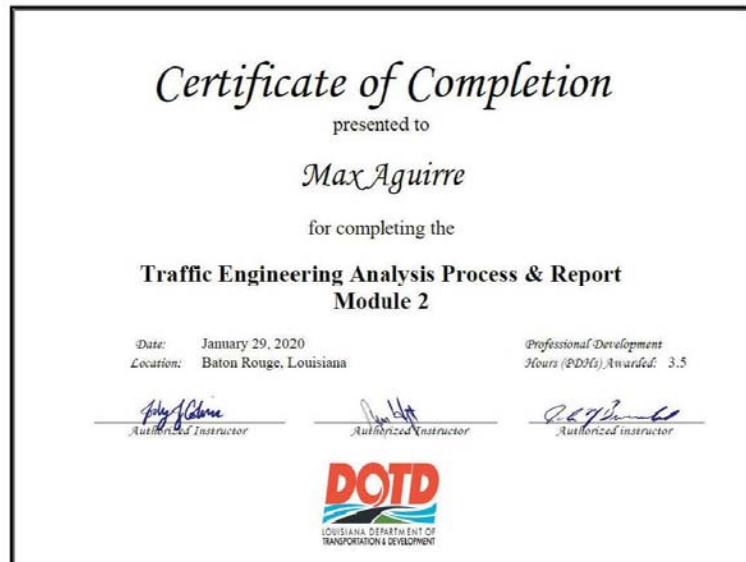 Certificate of Completion
presented to
Max Aguirre
for completing the
Traffic Engineering Analysis Process & Report
Module 2
Date: January 29, 2020
Location: Baton Rouge, Louisiana
Professional Development
Hours (PDHs) Awarded: 3.5
Authorized Instructor
Authorized Instructor
Authorized instructor
DOTD
LOUISIANA DEPARTMENT OF
TRANSPORTATION & DEVELOPMENT